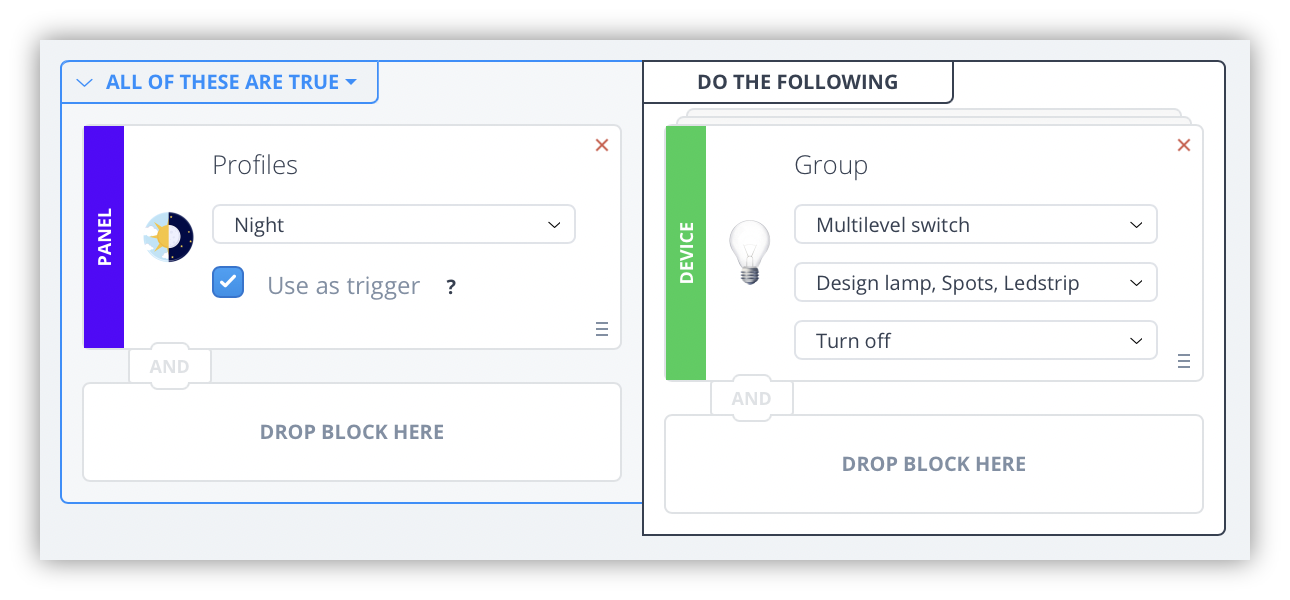 ALL OF THESE ARE TRUE
PANEL
Profiles
Night
Use as trigger ?
AND
DROP BLOCK HERE
DO THE FOLLOWING
DEVICE
Group
Multilevel switch
Design lamp, Spots, Ledstrip
Turn off
AND
DROP BLOCK HERE